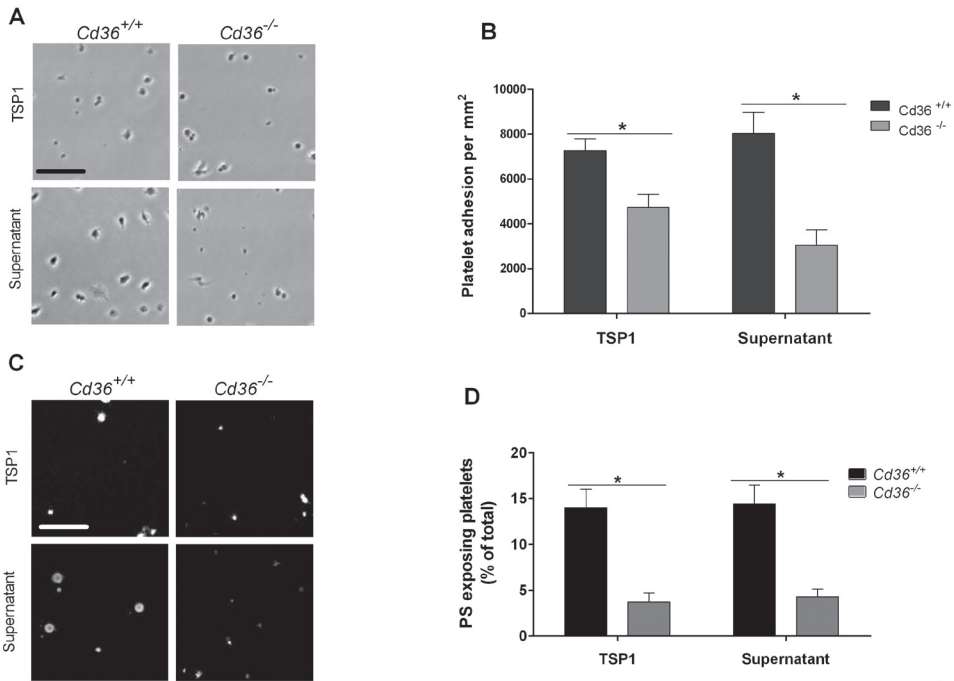 A
Cd36+/+ Cd36-/-
TSP1
Supernatant
B
Platelet adhesion per mm2
10000
8000
6000
4000
2000
0
TSP1 Supernatant
*
*
Cd36 +/+
Cd36 -/-
C
Cd36+/+ Cd36-/-
TSP1
Supernatant
D
PS exposing platelets
(% of total)
20
15
10
5
0
TSP1 Supernatant
*
*
Cd36+/+
Cd36-/-